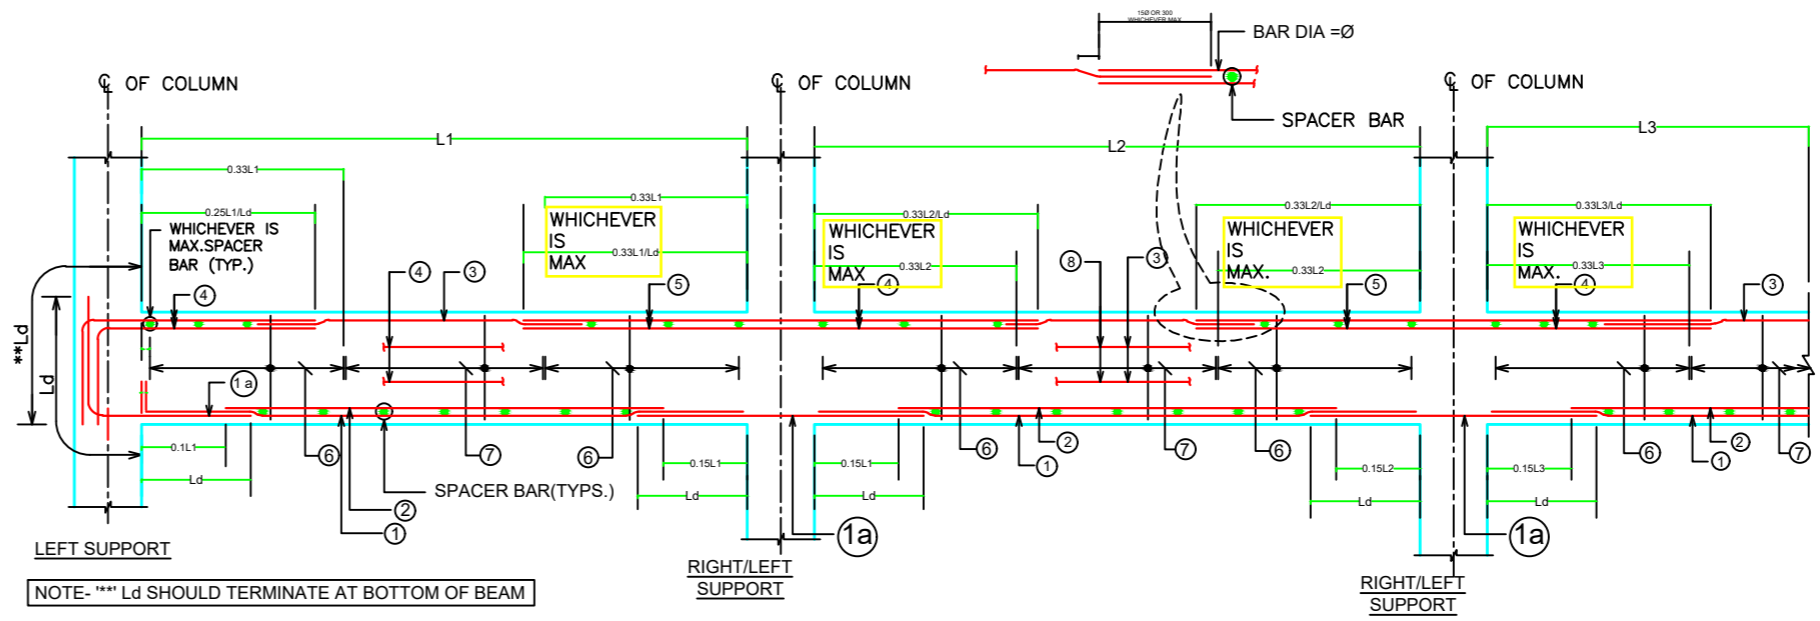 15Ø OR 300
WHICHEVER MAX
BAR DIA =Ø
SPACER BAR
℄ OF COLUMN
℄ OF COLUMN
℄ OF COLUMN
L1
L2
L3
0.33L1
0.33L1
0.25L1/Ld
0.33L1/Ld
WHICHEVER IS
MAX.SPACER
BAR (TYP.)
WHICHEVER
IS
MAX
0.33L2/Ld
WHICHEVER
IS
MAX
0.33L2
0.33L2/Ld
WHICHEVER
IS
MAX.
0.33L2
0.33L3/Ld
WHICHEVER
IS
MAX.
0.33L3
4
4
3
5
4
8
3
5
4
3
**Ld
Ld
1a
6
7
6
6
7
6
6
7
2
1
2
1
2
1
0.1L1
Ld
0.15L1
Ld
0.15L1
Ld
0.15L2
Ld
0.15L3
Ld
SPACER BAR(TYPS.)
1a
1a
LEFT SUPPORT
RIGHT/LEFT
SUPPORT
RIGHT/LEFT
SUPPORT
NOTE- '**' Ld SHOULD TERMINATE AT BOTTOM OF BEAM